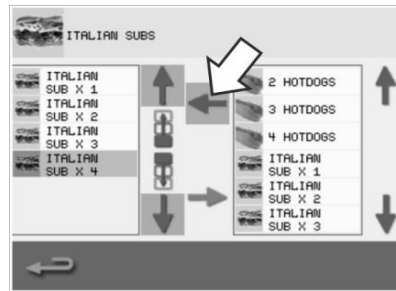 ITALIAN SUBS
ITALIAN
SUB X 1
ITALIAN
SUB X 2
ITALIAN
SUB X 3
ITALIAN
SUB X 4
2 HOTDOGS
3 HOTDOGS
4 HOTDOGS
ITALIAN
SUB X 1
ITALIAN
SUB X 2
ITALIAN
SUB X 3